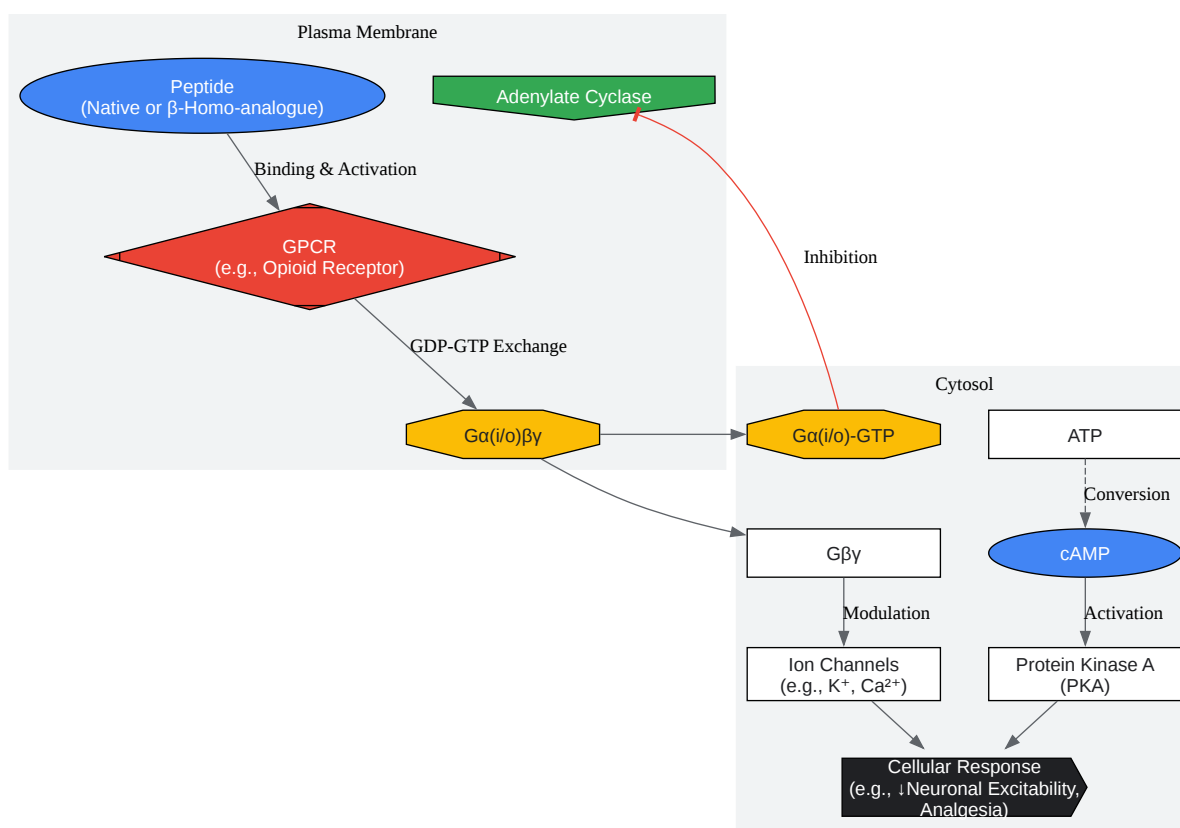 Plasma Membrane
Peptide
(Native or β-Homo-analogue)
Adenylate Cyclase
Binding & Activation
GPCR
(e.g., Opioid Receptor)
Inhibition
GDP-GTP Exchange
Cytosol
Gα(i/o)βγ
Gα(i/o)-GTP
ATP
Conversion
Gβγ
cAMP
Modulation
Activation
Ion Channels
(e.g., K⁺, Ca²⁺)
Protein Kinase A
(PKA)
Cellular Response
(e.g., ↓Neuronal Excitability,
Analgesia)